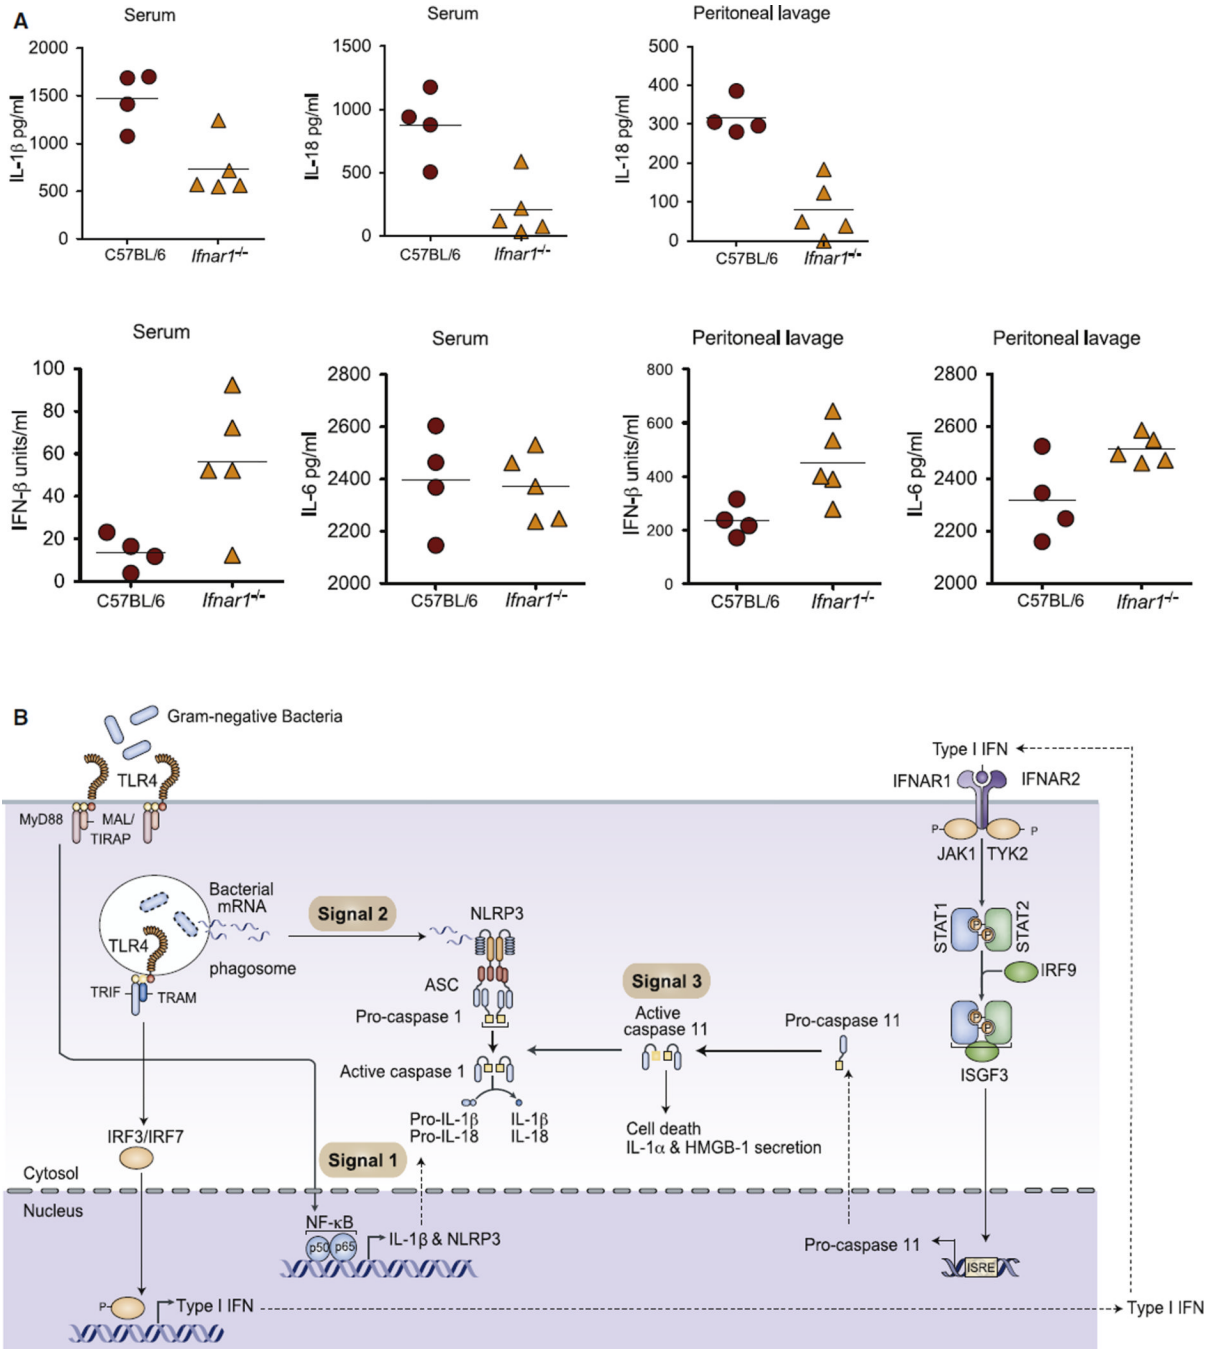 A
Serum
IL-1β pg/ml
2000
1500
1000
500
0
C57BL/6
Ifnar1-/-
Serum
IL-18 pg/ml
1500
1000
500
0
C57BL/6
Ifnar1-/-
Peritoneal lavage
IL-18 pg/ml
500
400
300
200
100
0
C57BL/6
Ifnar1-/-
Serum
IFN-β units/ml
100
80
60
40
20
0
C57BL/6
Ifnar1-/-
Serum
IL-6 pg/ml
2800
2600
2400
2200
2000
C57BL/6
Ifnar1-/-
Peritoneal lavage
IFN-β units/ml
800
600
400
200
0
C57BL/6
Ifnar1-/-
Peritoneal lavage
IL-6 pg/ml
2800
2600
2400
2200
2000
C57BL/6
Ifnar1-/-
B
Gram-negative Bacteria
TLR4
MyD88
MAL/
TIRAP
Bacterial
mRNA
TLR4
phagosome
TRIF
TRAM
IRF3/IRF7
Signal 2
NLRP3
ASC
Pro-caspase 1
Active caspase 1
Pro-IL-1β
Pro-IL-18
IL-1β
IL-18
Signal 1
Signal 3
Active
caspase 11
Pro-caspase 11
Cell death
IL-1α & HMGB-1 secretion
Type I IFN
IFNAR1
IFNAR2
P
P
JAK1
TYK2
STAT1
STAT2
P
P
IRF9
P
P
ISGF3
Cytosol
Nucleus
NF-κB
p50
p65
IL-1β & NLRP3
Pro-caspase 11
ISRE
P
Type I IFN
Type I IFN